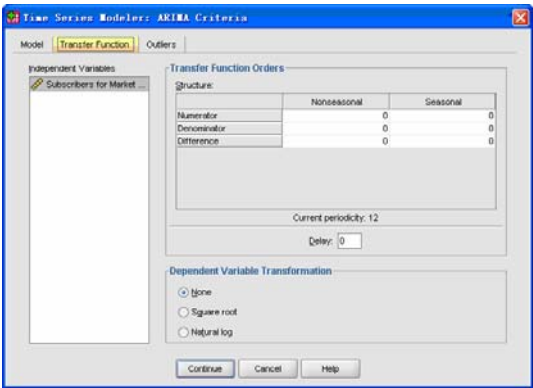 Time Series Modeler: ARIMA Criteria
Model Transfer Function Outliers
Independent Variables
Subscribers for Market ...
Transfer Function Orders
Structure:
Nonseasonal Seasonal
Numerator 0 0
Denominator 0 0
Difference 0 0
Current periodicity: 12
Delay: 0
Dependent Variable Transformation
None
Square root
Natural log
Continue Cancel Help